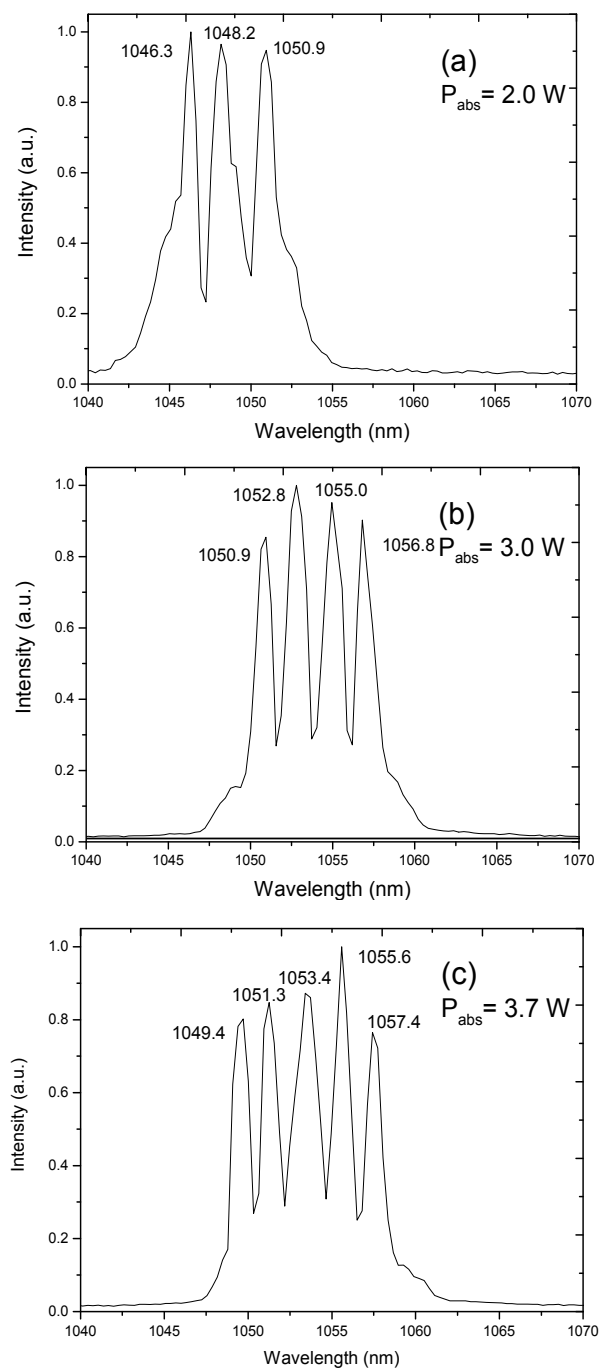 1048.2
1046.3 1050.9
(a)
P_abs= 2.0 W
1.0
0.8
0.6
0.4
0.2
0.0
Intensity (a.u.)
1040 1045 1050 1055 1060 1065 1070
Wavelength (nm)
1052.8 1055.0
(b)
1050.9 1056.8
P_abs= 3.0 W
1.0
0.8
0.6
0.4
0.2
0.0
Intensity (a.u.)
1040 1045 1050 1055 1060 1065 1070
Wavelength (nm)
1055.6
1053.4
1051.3
1049.4 1057.4
(c)
P_abs= 3.7 W
1.0
0.8
0.6
0.4
0.2
0.0
Intensity (a.u.)
1040 1045 1050 1055 1060 1065 1070
Wavelength (nm)